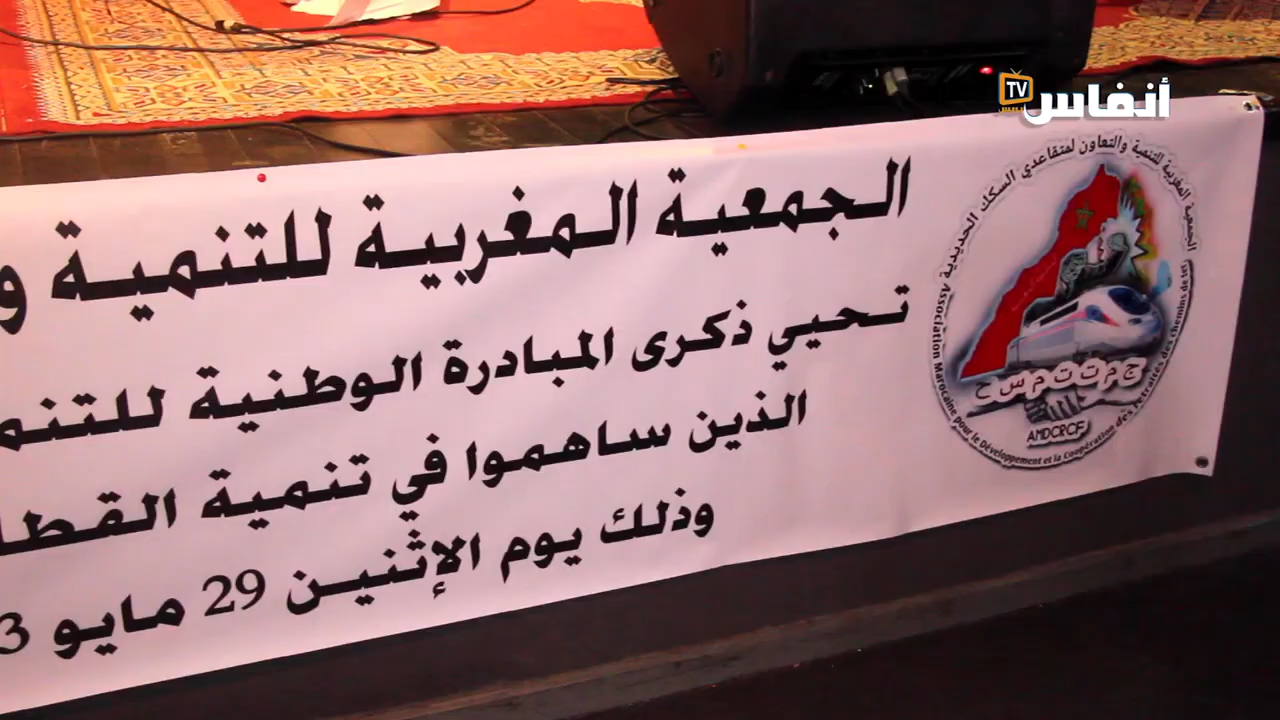 أنفاس TV
الجمعية المغربية للتنمية و
تحيي ذكرى المبادرة الوطنية للتنم
الذين ساهموا في تنمية القط
وذلك يوم الإثنين 29 مايو 3
الجمعية المغربية للتنمية والتعاون لمتقاعدي السكك الحديدية
ج م ت ت م س ح
AMDCRCF
Association Marocaine pour le Développement et la Coopération des retraités des chemins de fer